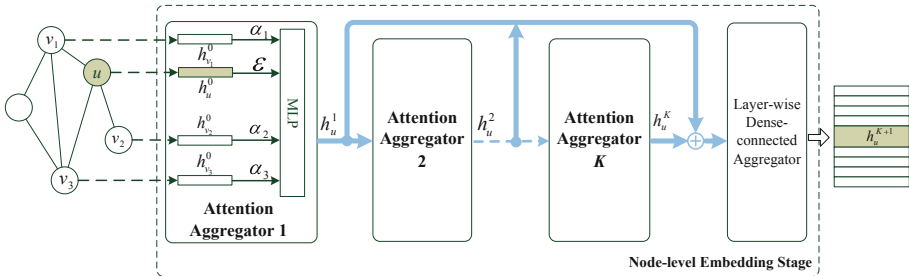 v₁
u
v₂
v₃
h⁰ᵥ₁
α₁
h⁰ᵤ
ε
h⁰ᵥ₂
α₂
h⁰ᵥ₃
α₃
MLP
Attention
Aggregator 1
h¹ᵤ
Attention
Aggregator
2
h²ᵤ
Attention
Aggregator
K
hᴷᵤ
Layer-wise
Dense-
connected
Aggregator
hᴷ⁺¹ᵤ
Node-level Embedding Stage